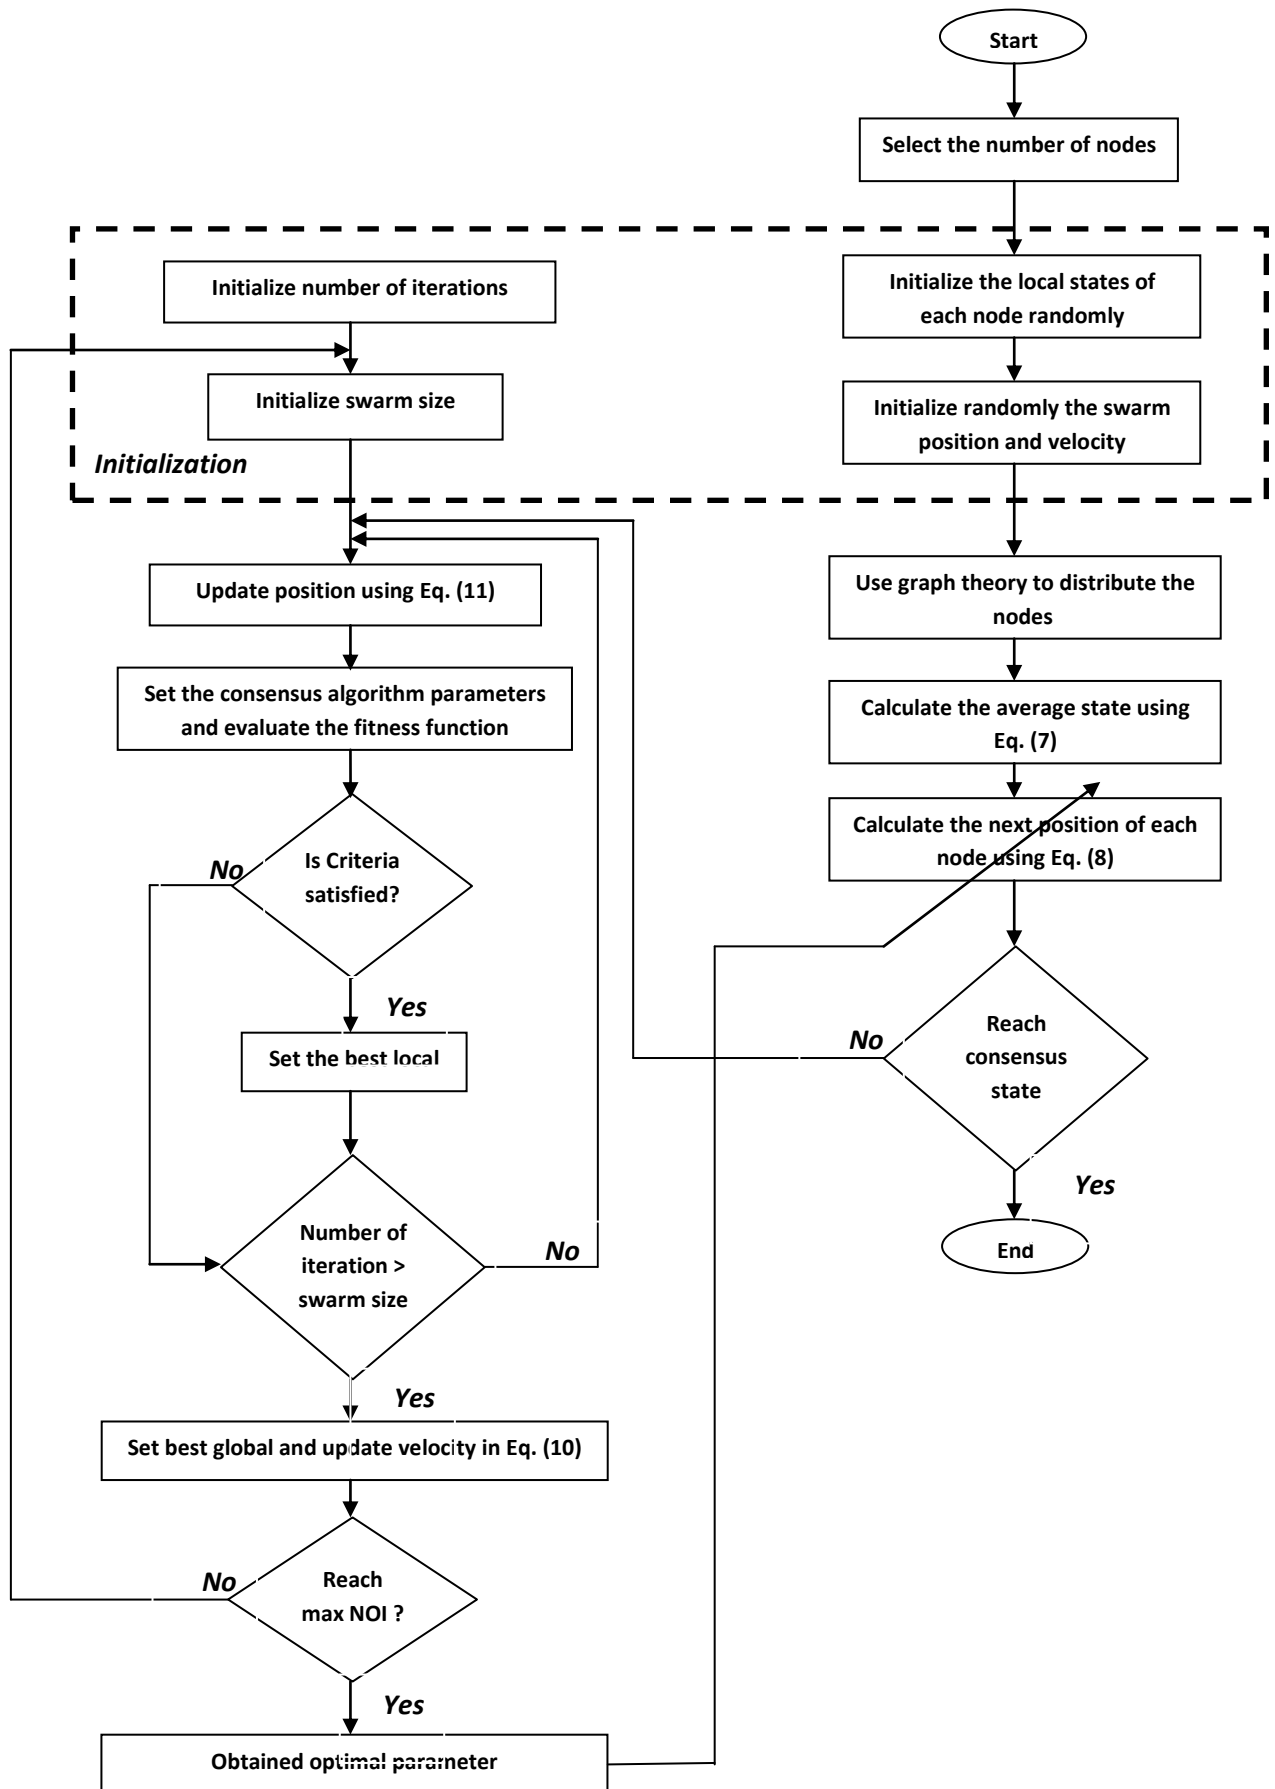 Start
Select the number of nodes
Initialize number of iterations
Initialize swarm size
Initialization
Initialize the local states of
each node randomly
Initialize randomly the swarm
position and velocity
Update position using Eq. (11)
Set the consensus algorithm parameters
and evaluate the fitness function
Is Criteria
satisfied?
No
Yes
Set the best local
Number of
iteration >
swarm size
No
Yes
Set best global and update velocity in Eq. (10)
Reach
max NOI ?
No
Yes
Obtained optimal parameter
Use graph theory to distribute the
nodes
Calculate the average state using
Eq. (7)
Calculate the next position of each
node using Eq. (8)
Reach
consensus
state
No
Yes
End